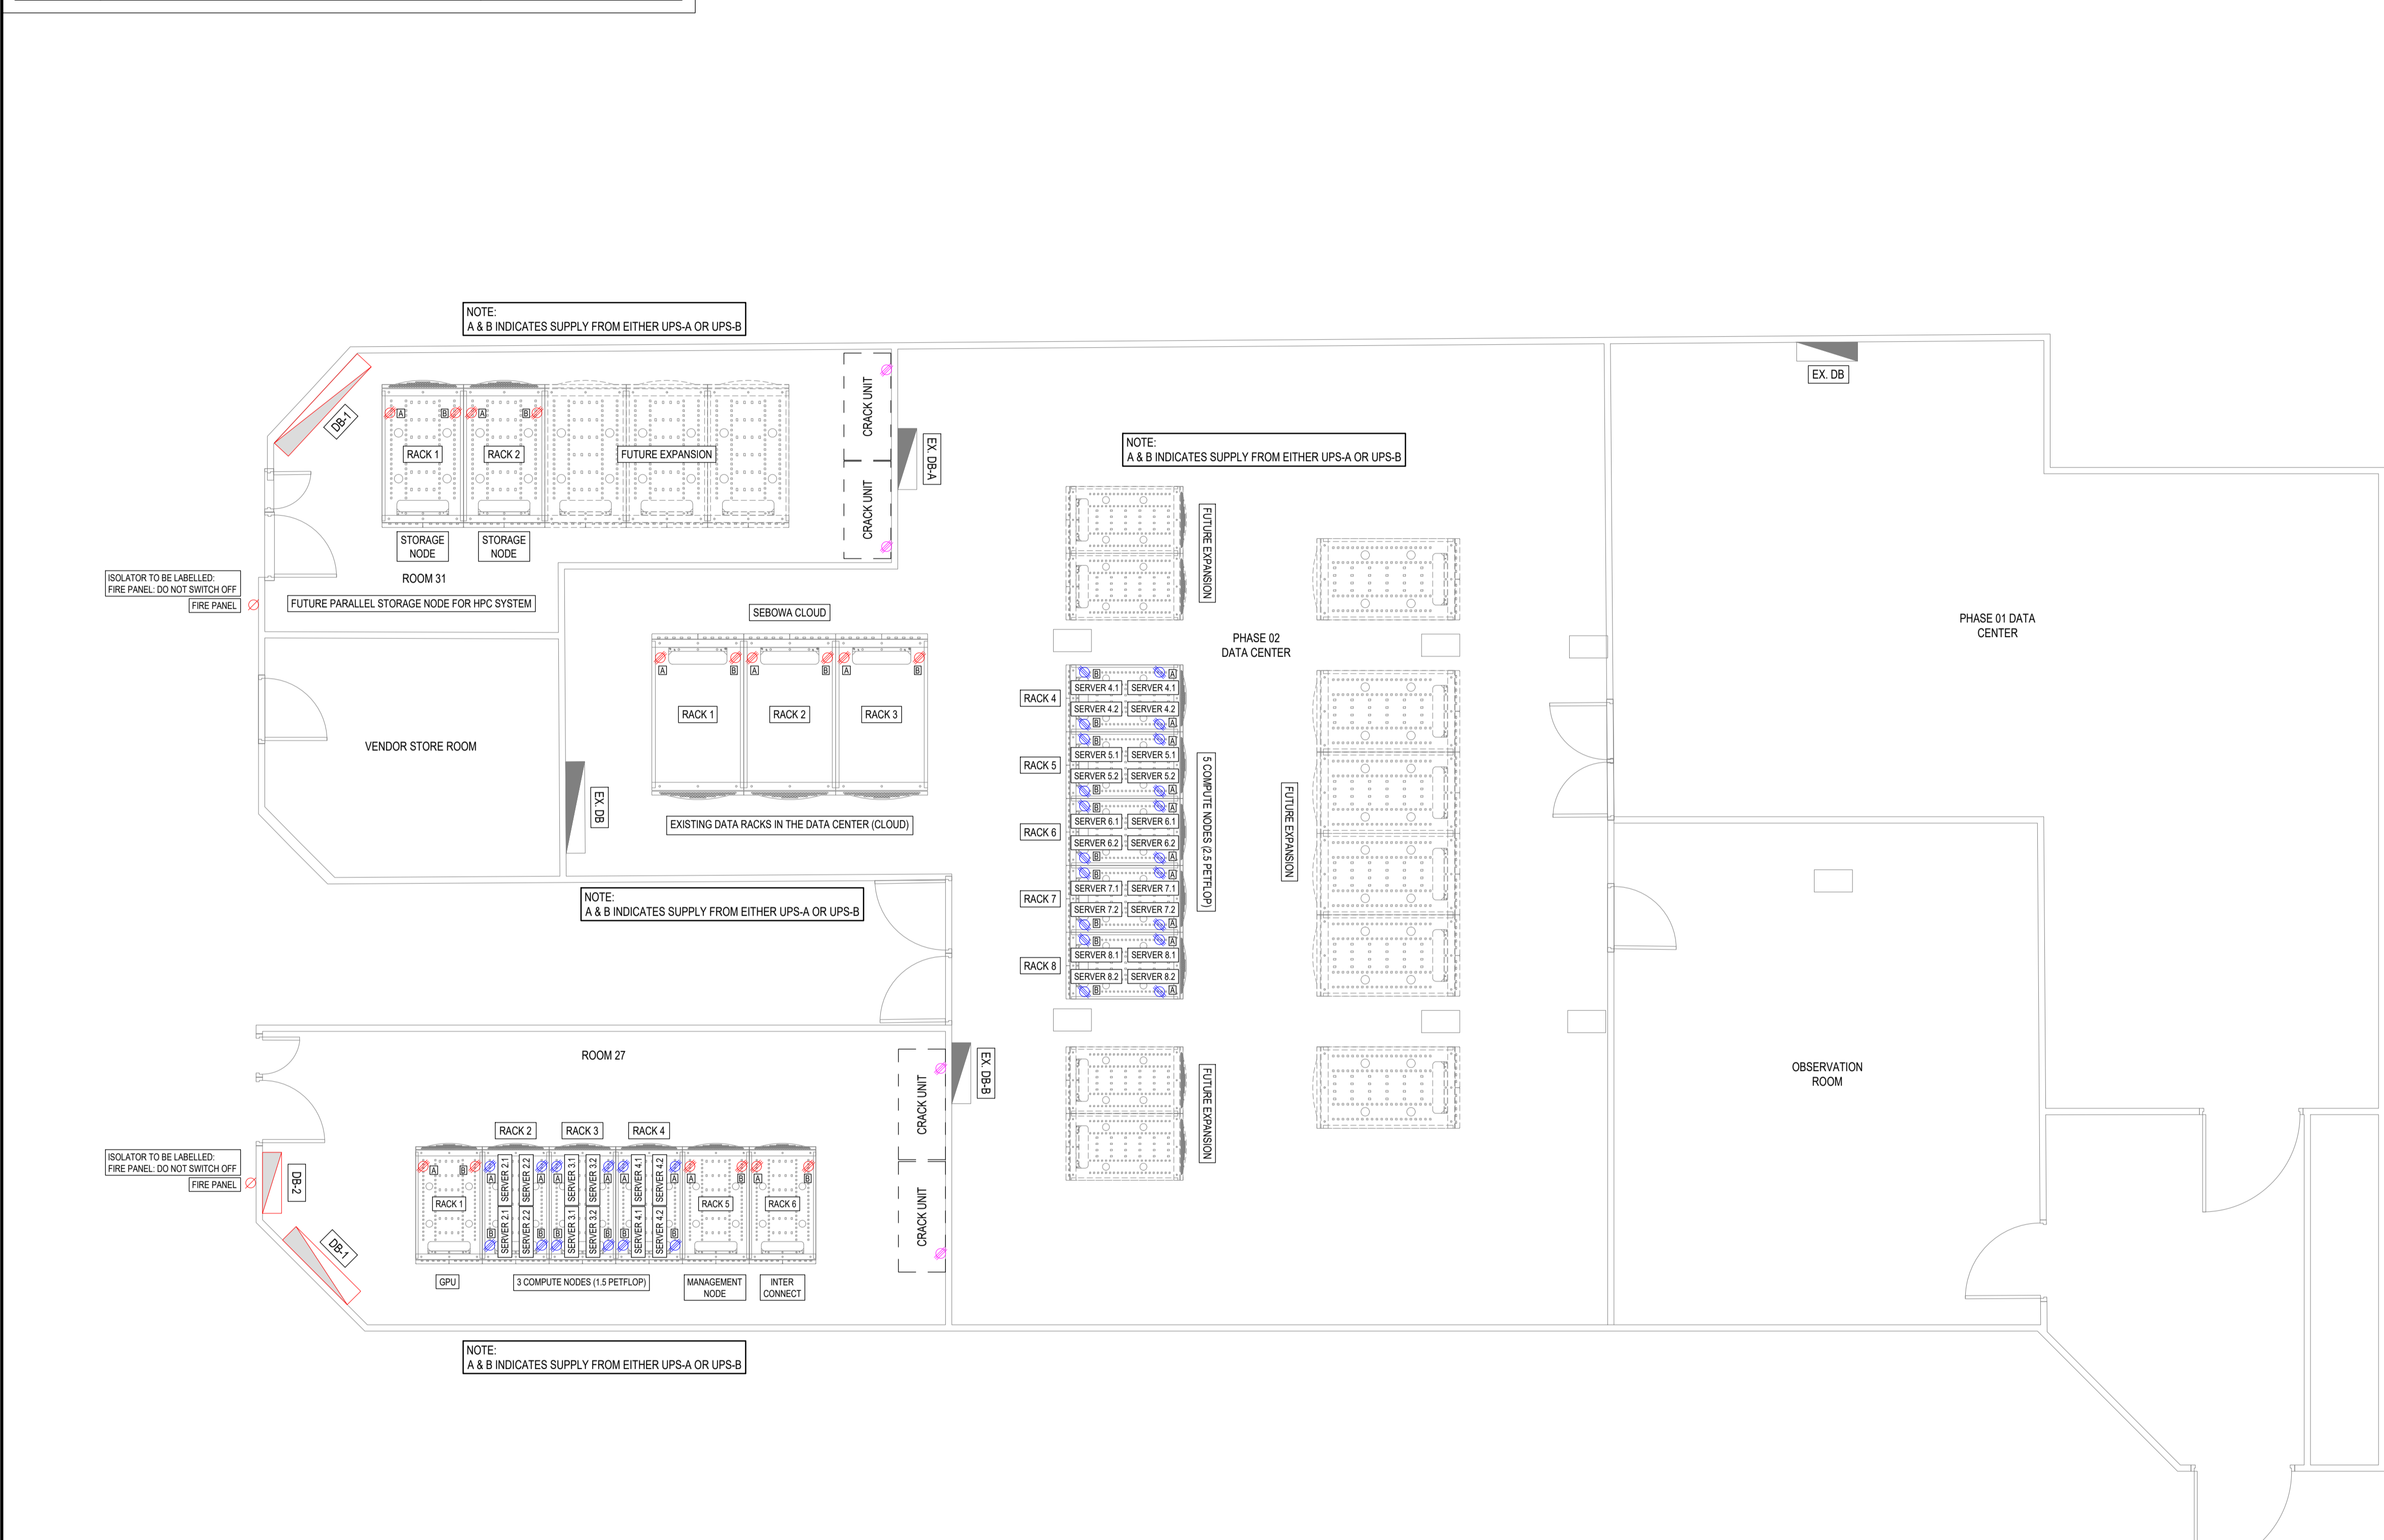 NOTE:
A & B INDICATES SUPPLY FROM EITHER UPS-A OR UPS-B
EX. DB
DB-1
A
B
A
B
RACK 1
RACK 2
FUTURE EXPANSION
CRACK UNIT
CRACK UNIT
EX. DB-A
STORAGE
NODE
STORAGE
NODE
ROOM 31
FUTURE PARALLEL STORAGE NODE FOR HPC SYSTEM
ISOLATOR TO BE LABELLED:
FIRE PANEL: DO NOT SWITCH OFF
FIRE PANEL
NOTE:
A & B INDICATES SUPPLY FROM EITHER UPS-A OR UPS-B
FUTURE EXPANSION
PHASE 02
DATA CENTER
PHASE 01 DATA
CENTER
SEBOWA CLOUD
A
B
A
B
A
B
RACK 1
RACK 2
RACK 3
EXISTING DATA RACKS IN THE DATA CENTER (CLOUD)
VENDOR STORE ROOM
EX. DB
NOTE:
A & B INDICATES SUPPLY FROM EITHER UPS-A OR UPS-B
RACK 4
B
A
SERVER 4.1
SERVER 4.1
SERVER 4.2
SERVER 4.2
B
A
RACK 5
B
A
SERVER 5.1
SERVER 5.1
SERVER 5.2
SERVER 5.2
B
A
RACK 6
B
A
SERVER 6.1
SERVER 6.1
SERVER 6.2
SERVER 6.2
B
A
RACK 7
B
A
SERVER 7.1
SERVER 7.1
SERVER 7.2
SERVER 7.2
B
A
RACK 8
B
A
SERVER 8.1
SERVER 8.1
SERVER 8.2
SERVER 8.2
B
A
5 COMPUTE NODES (2.5 PETFLOP)
FUTURE EXPANSION
FUTURE EXPANSION
OBSERVATION
ROOM
ROOM 27
CRACK UNIT
CRACK UNIT
EX. DB-B
ISOLATOR TO BE LABELLED:
FIRE PANEL: DO NOT SWITCH OFF
FIRE PANEL
DB-2
DB-1
RACK 2
RACK 3
RACK 4
A
B
RACK 1
A
A
SERVER 2.1
SERVER 2.2
SERVER 2.1
SERVER 2.2
B
B
A
A
SERVER 3.1
SERVER 3.2
SERVER 3.1
SERVER 3.2
B
B
A
A
SERVER 4.1
SERVER 4.2
SERVER 4.1
SERVER 4.2
B
B
A
B
RACK 5
A
B
RACK 6
GPU
3 COMPUTE NODES (1.5 PETFLOP)
MANAGEMENT
NODE
INTER
CONNECT
NOTE:
A & B INDICATES SUPPLY FROM EITHER UPS-A OR UPS-B